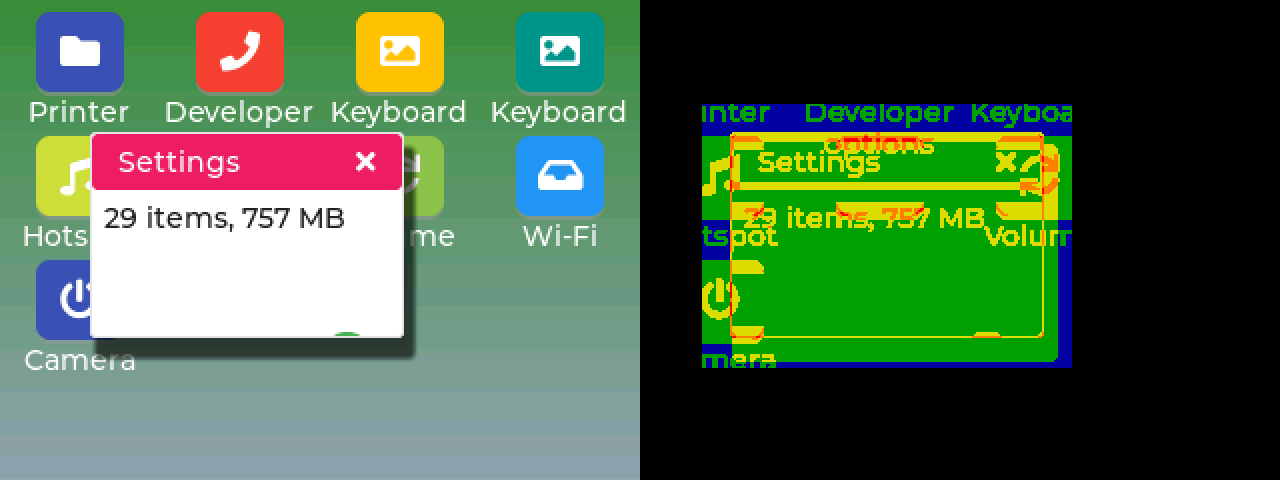 Printer Developer Keyboard Keyboard
Settings
29 items, 757 MB
Hots me Wi-Fi
Camera
inter Developer Keyboa
options
Settings
29 items, 757 MB
tspot Volum
mera